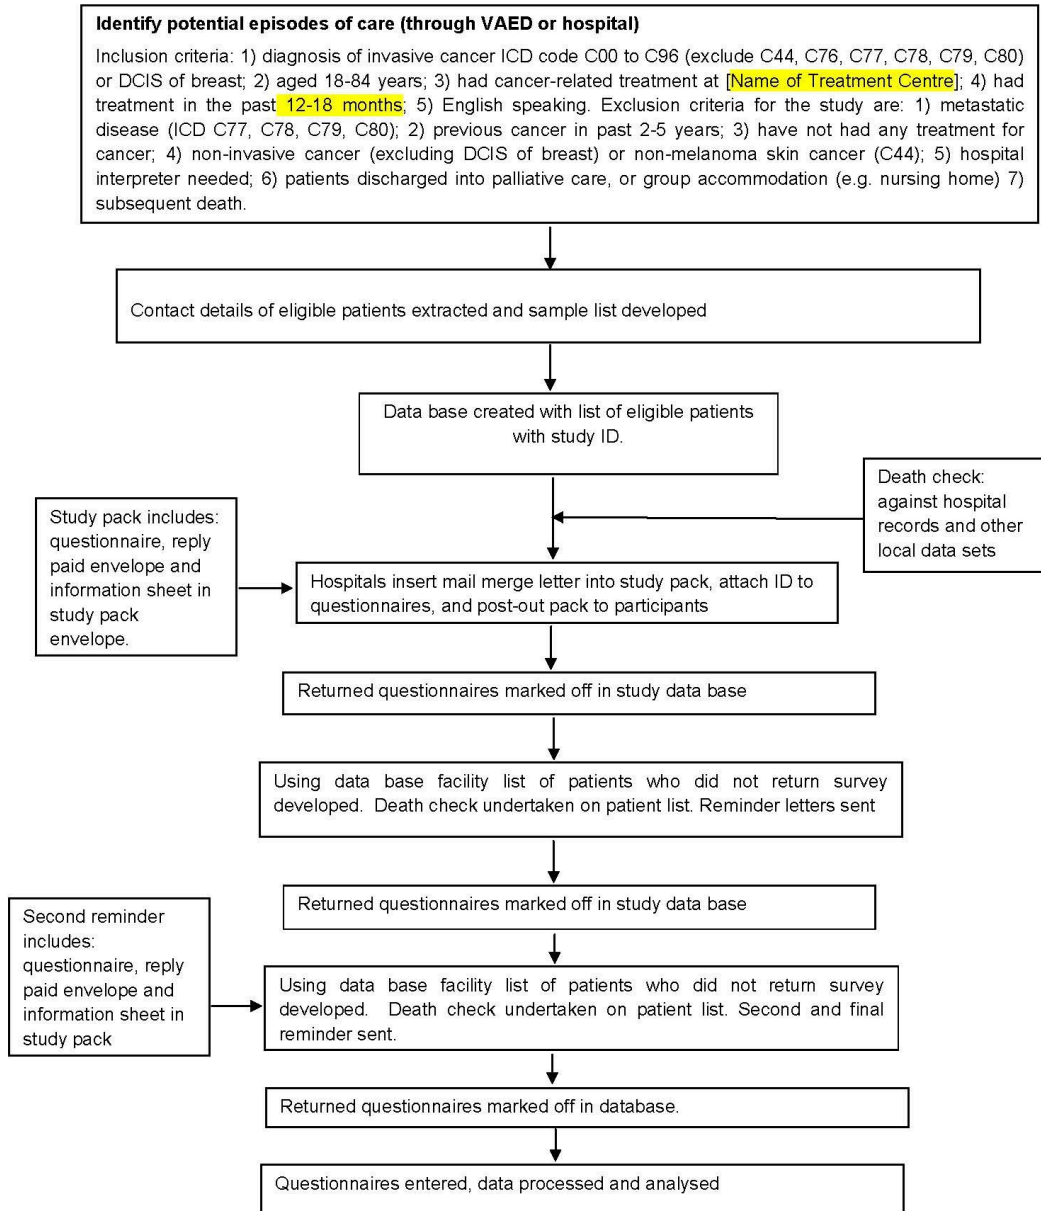 Identify potential episodes of care (through VAED or hospital)
Inclusion criteria: 1) diagnosis of invasive cancer ICD code C00 to C96 (exclude C44, C76, C77, C78, C79, C80)
or DCIS of breast; 2) aged 18-84 years; 3) had cancer-related treatment at [Name of Treatment Centre]; 4) had
treatment in the past 12-18 months; 5) English speaking. Exclusion criteria for the study are: 1) metastatic
disease (ICD C77, C78, C79, C80); 2) previous cancer in past 2-5 years; 3) have not had any treatment for
cancer; 4) non-invasive cancer (excluding DCIS of breast) or non-melanoma skin cancer (C44); 5) hospital
interpreter needed; 6) patients discharged into palliative care, or group accommodation (e.g. nursing home) 7)
subsequent death.
Contact details of eligible patients extracted and sample list developed
Data base created with list of eligible patients
with study ID.
Death check:
against hospital
records and other
local data sets
Study pack includes:
questionnaire, reply
paid envelope and
information sheet in
study pack
envelope.
Hospitals insert mail merge letter into study pack, attach ID to
questionnaires, and post-out pack to participants
Returned questionnaires marked off in study data base
Using data base facility list of patients who did not return survey
developed. Death check undertaken on patient list. Reminder letters sent
Returned questionnaires marked off in study data base
Second reminder
includes:
questionnaire, reply
paid envelope and
information sheet in
study pack
Using data base facility list of patients who did not return survey
developed. Death check undertaken on patient list. Second and final
reminder sent.
Returned questionnaires marked off in database.
Questionnaires entered, data processed and analysed